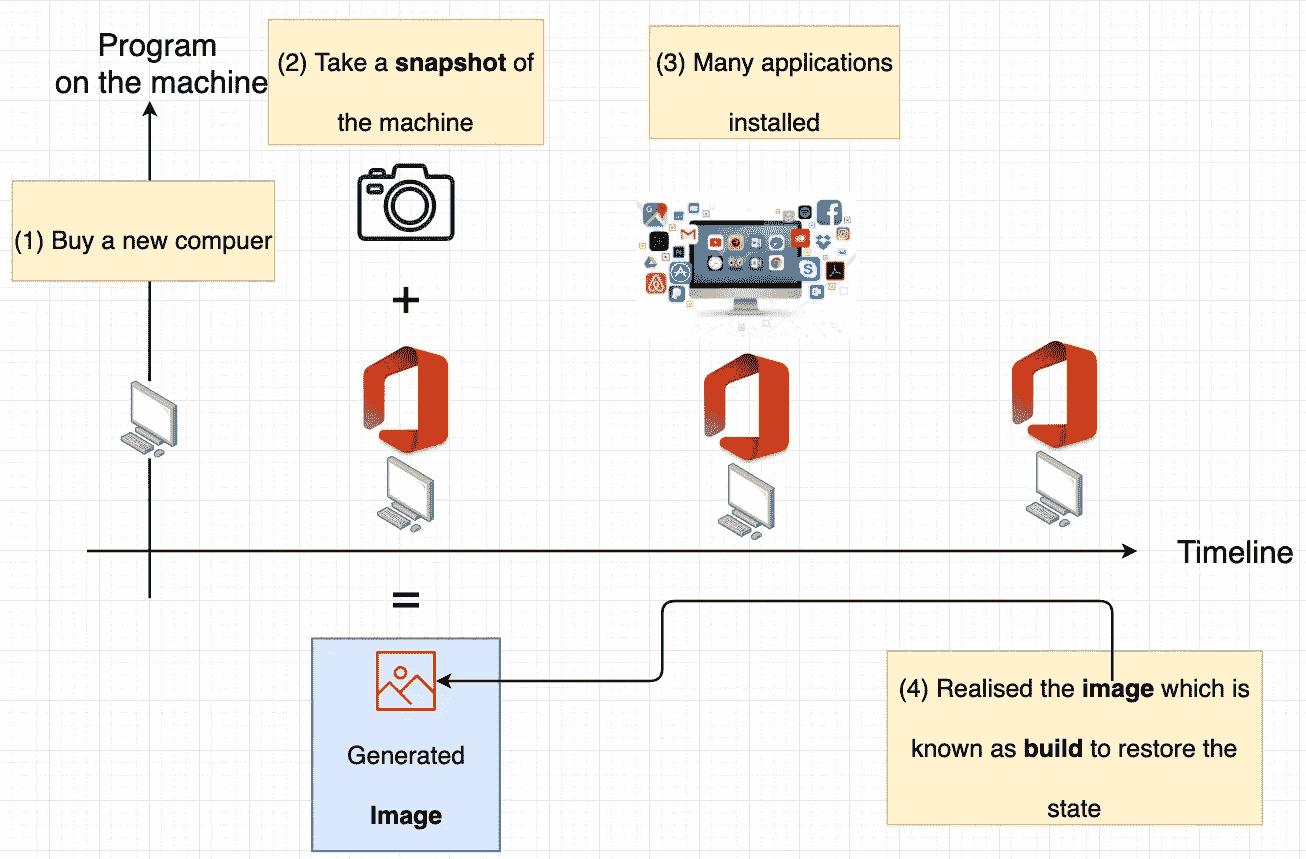 Program
on the machine
(2) Take a snapshot of
the machine
(3) Many applications
installed
(1) Buy a new compuer
+
Timeline
=
Generated
Image
(4) Realised the image which is
known as build to restore the
state